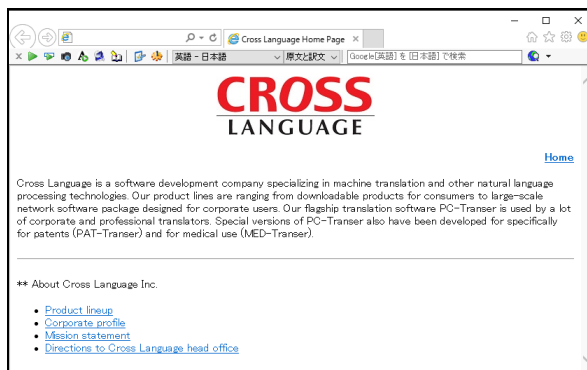 Cross Language Home Page
英語 - 日本語 原文と訳文 Google[英語] を [日本語] で検索
CROSS
LANGUAGE
Home
Cross Language is a software development company specializing in machine translation and other natural language
processing technologies. Our product lines are ranging from downloadable products for consumers to large-scale
network software package designed for corporate users. Our flagship translation software PC-Transer is used by a lot
of corporate and professional translators. Special versions of PC-Transer also have been developed for specifically
for patents (PAT-Transer) and for medical use (MED-Transer).
** About Cross Language Inc.
Product lineup
Corporate profile
Mission statement
Directions to Cross Language head office